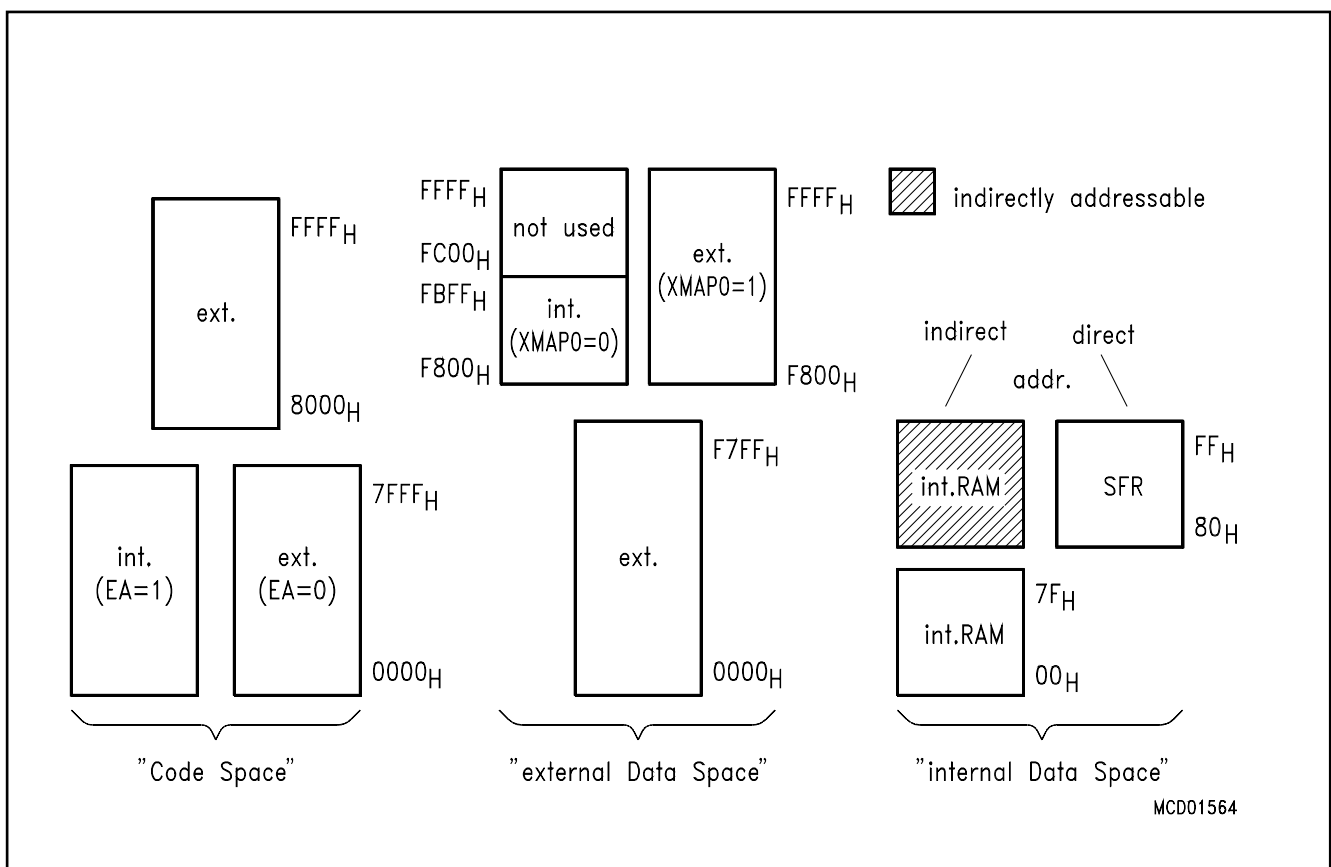 FFFFH
8000H
ext.
7FFFH
0000H
int.
(EA=1)
ext.
(EA=0)
"Code Space"
FFFFH
FC00H
FBFFH
F800H
not used
int.
(XMAP0=0)
ext.
(XMAP0=1)
FFFFH
F800H
ext.
F7FFH
0000H
"external Data Space"
indirectly addressable
indirect
direct
addr.
int.RAM
SFR
FFH
80H
int.RAM
7FH
00H
"internal Data Space"
MCD01564